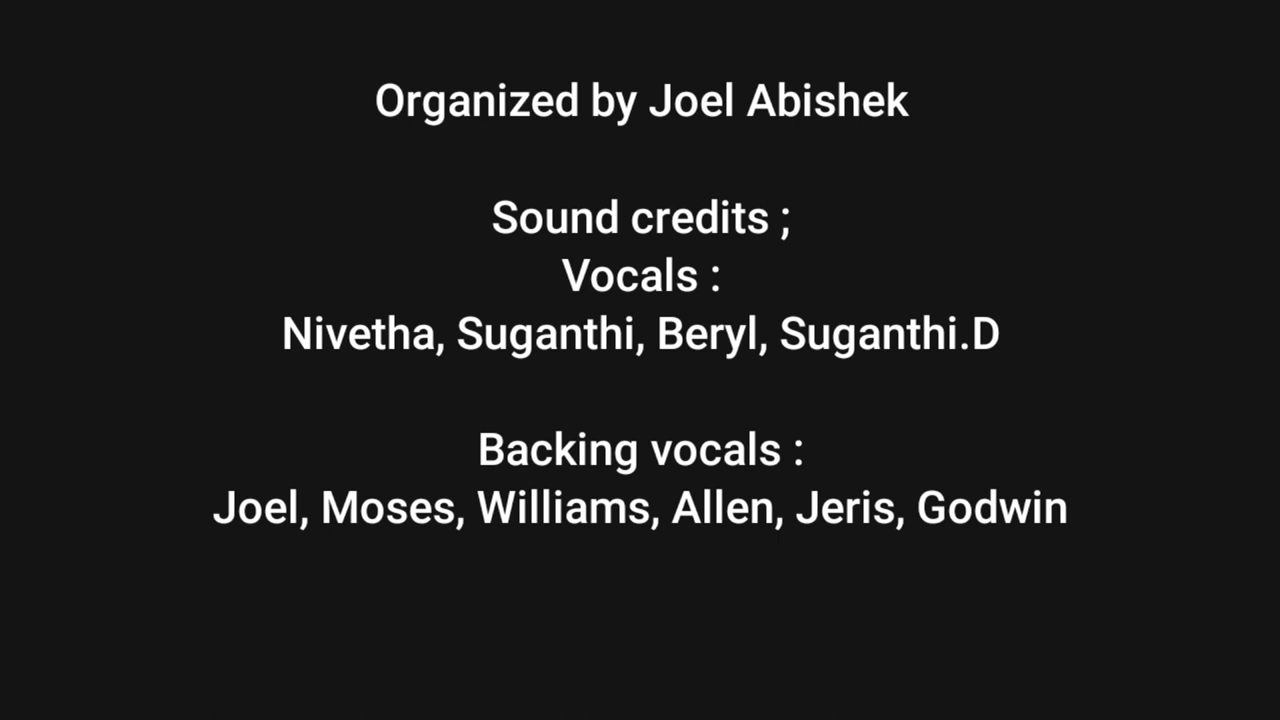 Organized by Joel Abishek
Sound credits ;
Vocals :
Nivetha, Suganthi, Beryl, Suganthi.D
Backing vocals :
Joel, Moses, Williams, Allen, Jeris, Godwin